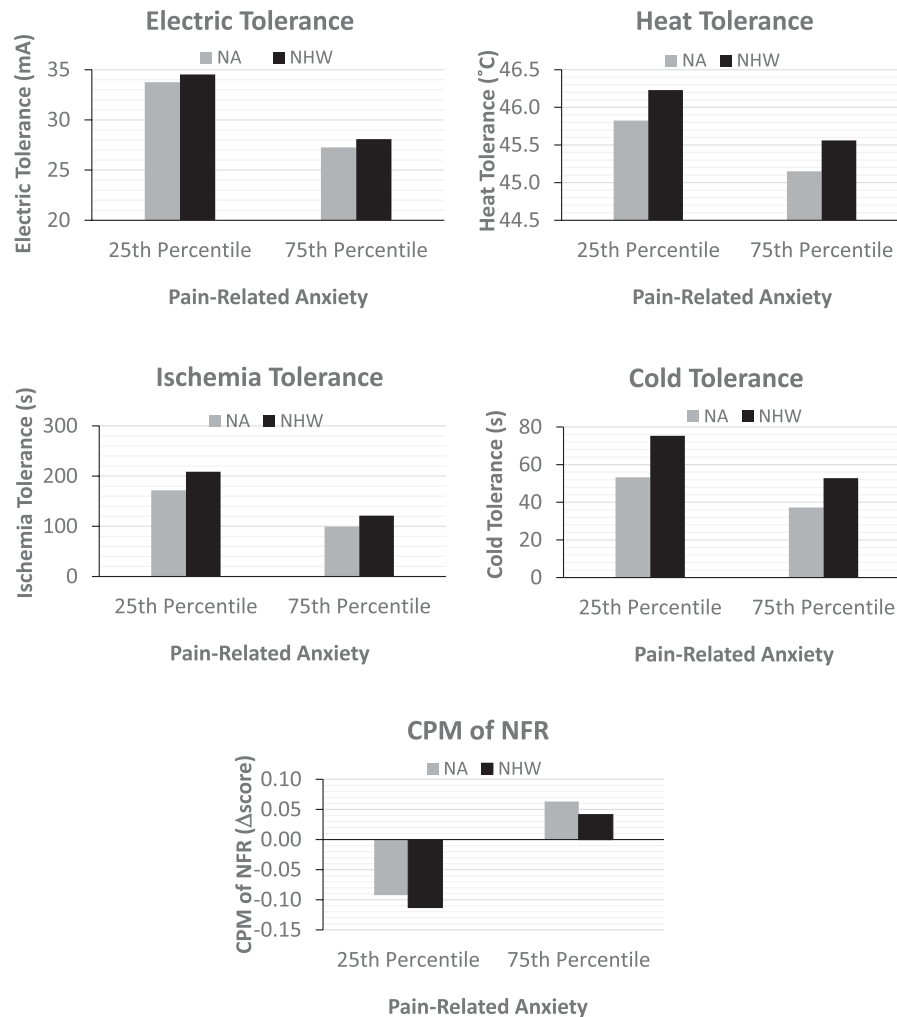 Electric Tolerance
NA NHW
Electric Tolerance (mA)
35
30
25
20
25th Percentile 75th Percentile
Pain-Related Anxiety
Heat Tolerance
NA NHW
Heat Tolerance (˚C)
46.5
46.0
45.5
45.0
44.5
25th Percentile 75th Percentile
Pain-Related Anxiety
Ischemia Tolerance
NA NHW
Ischemia Tolerance (s)
300
200
100
0
25th Percentile 75th Percentile
Pain-Related Anxiety
Cold Tolerance
NA NHW
Cold Tolerance (s)
80
60
40
20
0
25th Percentile 75th Percentile
Pain-Related Anxiety
CPM of NFR
NA NHW
CPM of NFR (Δscore)
0.10
0.05
0.00
-0.05
-0.10
-0.15
25th Percentile 75th Percentile
Pain-Related Anxiety